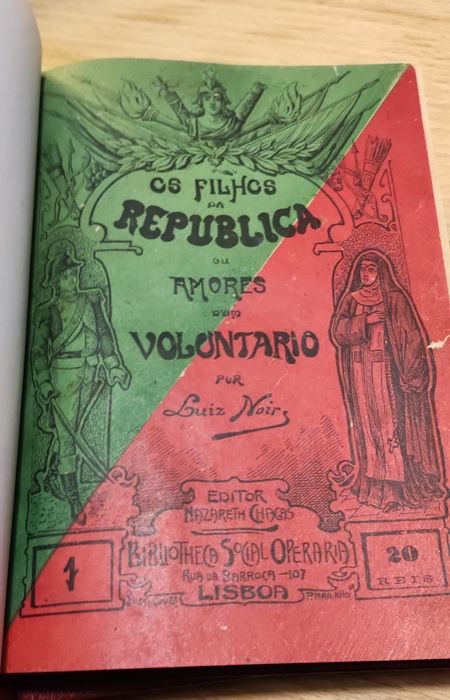 OS FILHOS
DA
REPUBLICA
OU
AMORES
D'UM
VOLUNTARIO
POR
Luiz Noir
EDITOR
NAZARETH CHAGAS
BIBLIOTHECA SOCIAL OPERARIA
RUA DA BARROCA—107
LISBOA
1
20
REIS